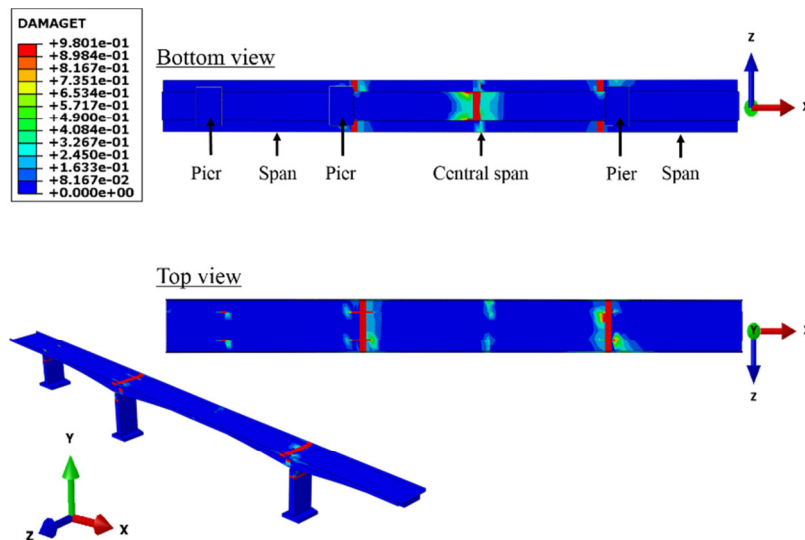 DAMAGET
+9.801e-01
+8.984e-01
+8.167e-01
+7.351e-01
+6.534e-01
+5.717e-01
+4.900e-01
+4.084e-01
+3.267e-01
+2.450e-01
+1.633e-01
+8.167e-02
+0.000e+00
Bottom view
Z
X
Pier Span Pier Central span Pier Span
Top view
X
Y
Z
Y
Z X